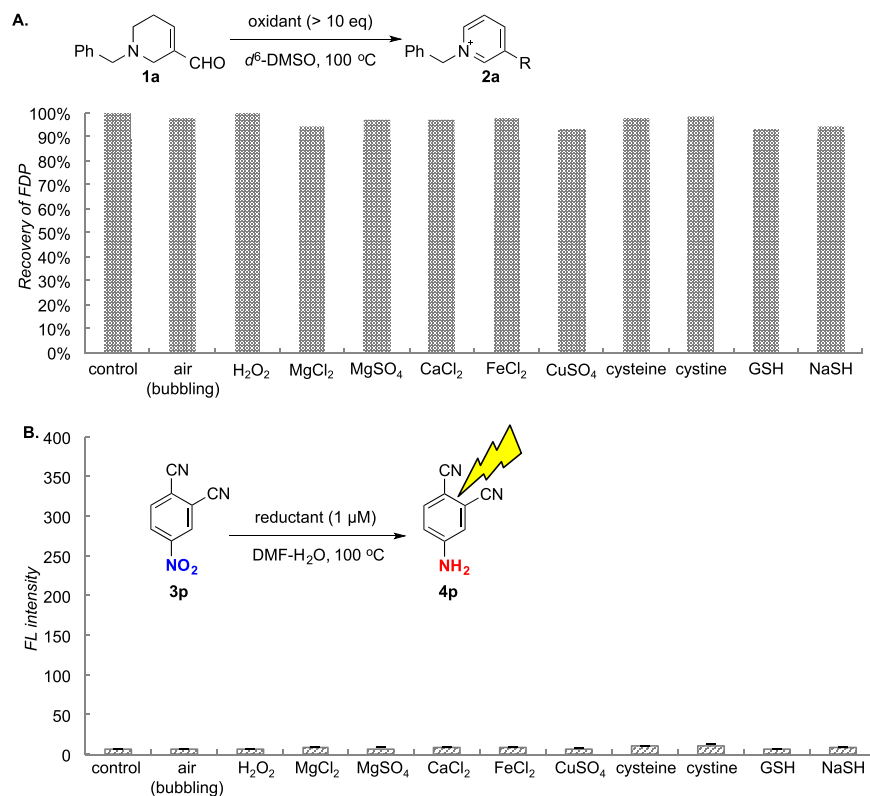 A.
oxidant (> 10 eq)
Ph N CHO
d⁶-DMSO, 100 ºC
Ph N⁺ R
1a 2a
Recovery of FDP
100%
90%
80%
70%
60%
50%
40%
30%
20%
10%
0%
control air H₂O₂ MgCl₂ MgSO₄ CaCl₂ FeCl₂ CuSO₄ cysteine cystine GSH NaSH
(bubbling)
B.
FL intensity
400
350
300
250
200
150
100
50
0
CN
CN
NO₂
3p
reductant (1 µM)
DMF-H₂O, 100 ºC
CN
CN
NH₂
4p
control air H₂O₂ MgCl₂ MgSO₄ CaCl₂ FeCl₂ CuSO₄ cysteine cystine GSH NaSH
(bubbling)